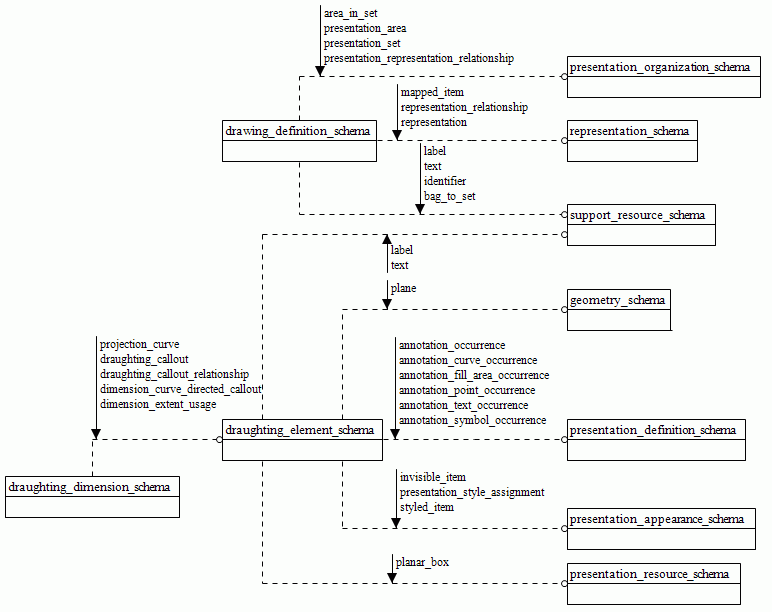 area_in_set
presentation_area
presentation_set
presentation_representation_relationship
presentation_organization_schema
mapped_item
representation_relationship
representation
drawing_definition_schema
representation_schema
label
text
identifier
bag_to_set
support_resource_schema
label
text
plane
geometry_schema
projection_curve
draughting_callout
draughting_callout_relationship
dimension_curve_directed_callout
dimension_extent_usage
annotation_occurrence
annotation_curve_occurrence
annotation_fill_area_occurrence
annotation_point_occurrence
annotation_text_occurrence
annotation_symbol_occurrence
draughting_element_schema
presentation_definition_schema
draughting_dimension_schema
invisible_item
presentation_style_assignment
styled_item
presentation_appearance_schema
planar_box
presentation_resource_schema